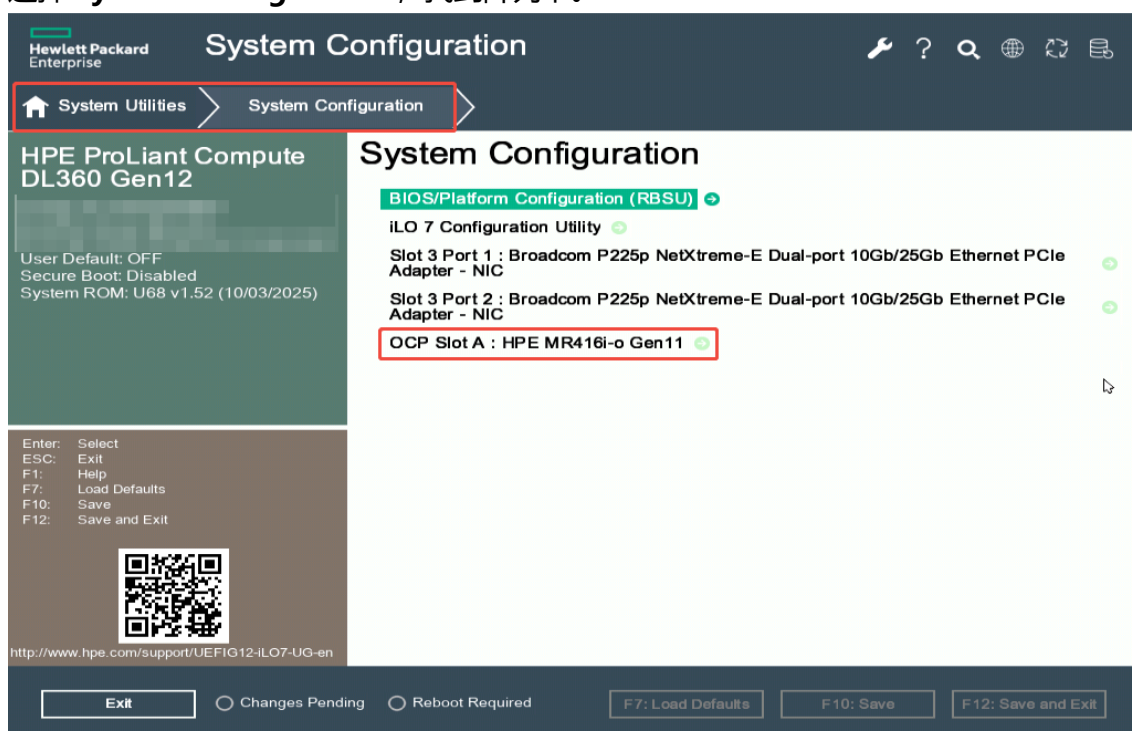 Hewlett Packard
Enterprise
System Configuration
System Utilities
System Configuration
HPE ProLiant Compute
DL360 Gen12
User Default: OFF
Secure Boot: Disabled
System ROM: U68 v1.52 (10/03/2025)
Enter: Select
ESC: Exit
F1: Help
F7: Load Defaults
F10: Save
F12: Save and Exit
http://www.hpe.com/support/UEFIG12-iLO7-UG-en
System Configuration
BIOS/Platform Configuration (RBSU)
iLO 7 Configuration Utility
Slot 3 Port 1 : Broadcom P225p NetXtreme-E Dual-port 10Gb/25Gb Ethernet PCIe
Adapter - NIC
Slot 3 Port 2 : Broadcom P225p NetXtreme-E Dual-port 10Gb/25Gb Ethernet PCIe
Adapter - NIC
OCP Slot A : HPE MR416i-o Gen11
Exit
Changes Pending
Reboot Required
F7: Load Defaults
F10: Save
F12: Save and Exit